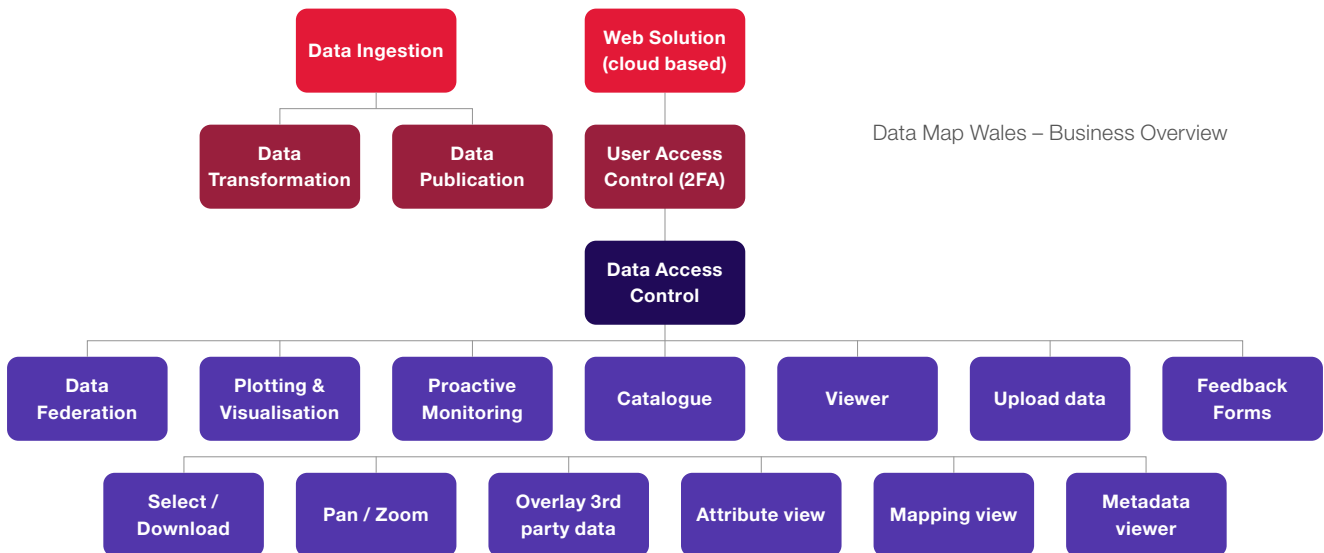 Data Ingestion
Web Solution
(cloud based)
Data
Transformation
Data
Publication
User Access
Control (2FA)
Data Map Wales – Business Overview
Data Access
Control
Data
Federation
Plotting &
Visualisation
Proactive
Monitoring
Catalogue
Viewer
Upload data
Feedback
Forms
Select /
Download
Pan / Zoom
Overlay 3rd
party data
Attribute view
Mapping view
Metadata
viewer